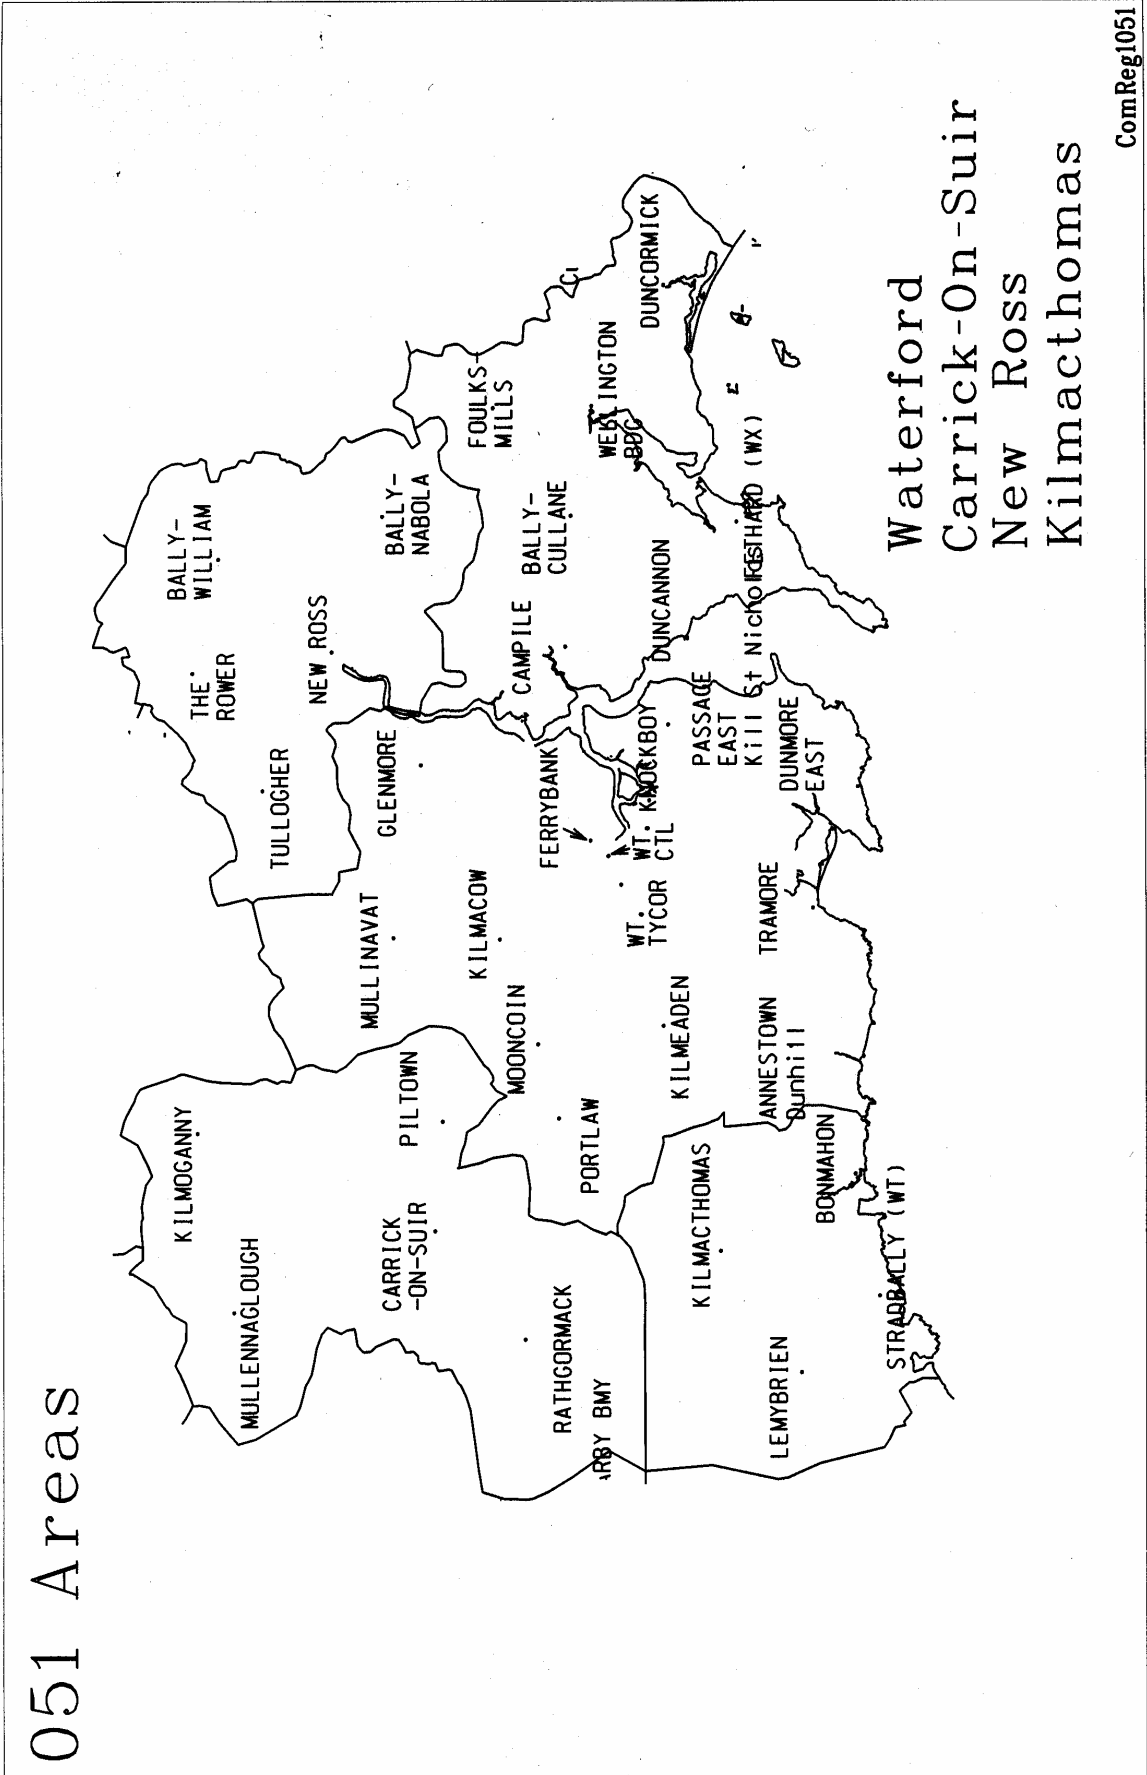 051 Areas
KILMOGANNY
MULLENNAGLOUGH
CARRICK
-ON-SUIR
PILTOWN
MULLINAVAT
TULLOGHER
THE
ROWER
BALLY-
WILLIAM
NEW ROSS
BALLY-
NABOLA
GLENMORE
KILMACOW
MOONCOIN
FERRYBANK
CAMPILE
BALLY-
CULLANE
FOULKS-
MILLS
RATHGORMACK
PORTLAW
WELLINGTON
DUNCORMICK
DUNCANNON
WT. KNOCKBOY
CTL
WT.
TYCOR
KILMEADEN
KILMACTHOMAS
PASSAGE
EAST
Kill St Nicholas
FETHARD (WX)
DUNMORE
EAST
TRAMORE
ANNESTOWN
Dunhill
BONMAHON
LEMYBRIEN
STRADBALLY (WT)
Waterford
Carrick-On-Suir
New Ross
Kilmacthomas
ComReg1051